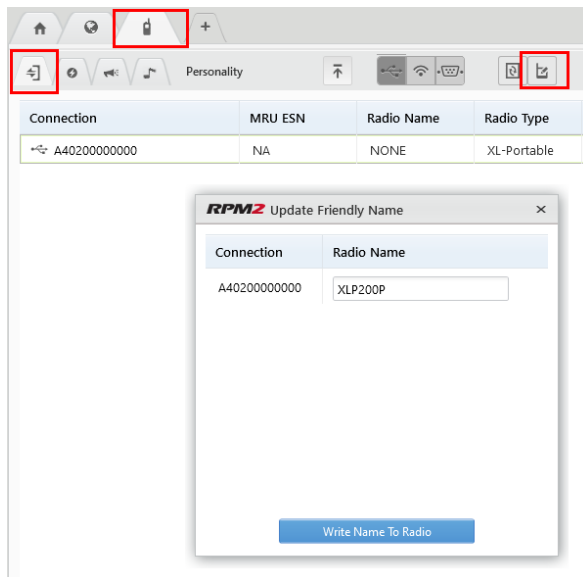 +
Personality
Connection MRU ESN Radio Name Radio Type
A40200000000 NA NONE XL-Portable
RPM2 Update Friendly Name ×
Connection Radio Name
A40200000000 XLP200P
Write Name To Radio